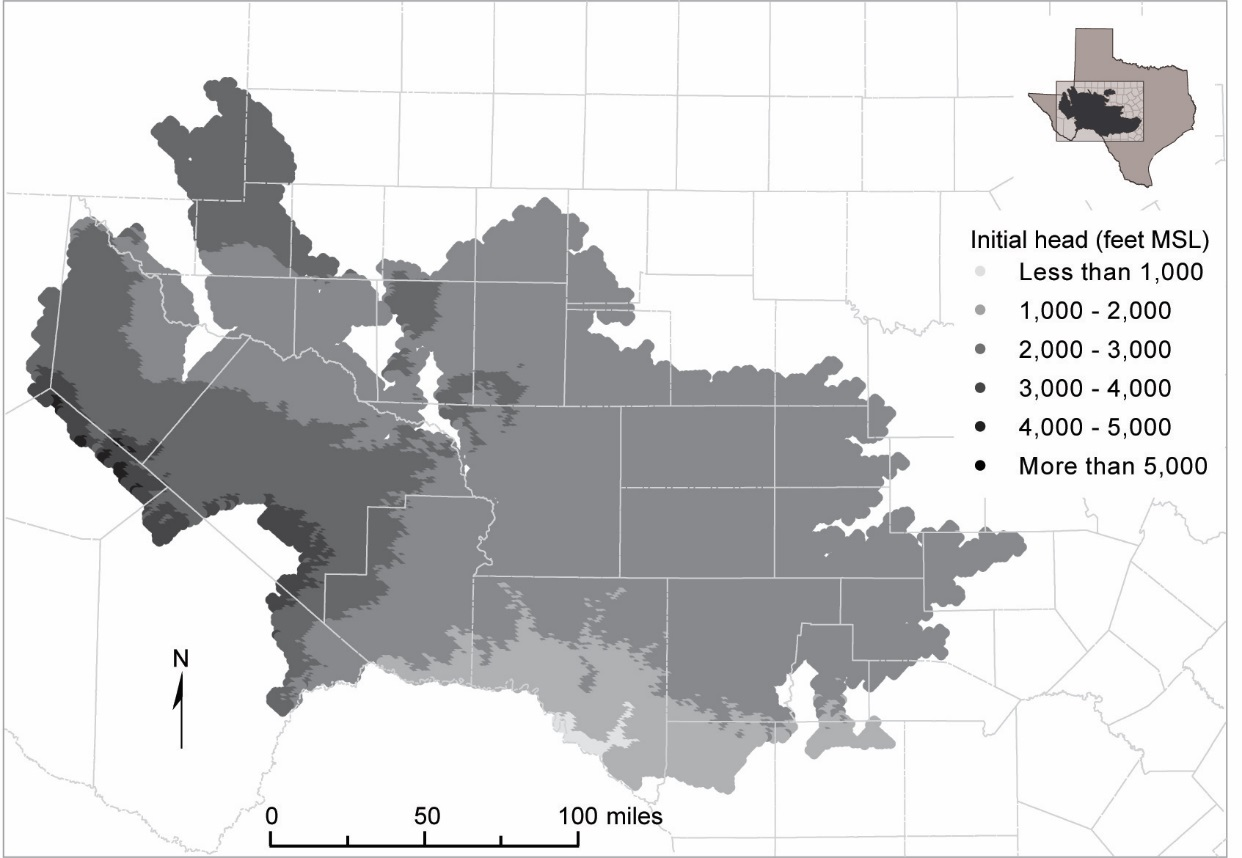 Initial head (feet MSL)
Less than 1,000
1,000 - 2,000
2,000 - 3,000
3,000 - 4,000
4,000 - 5,000
More than 5,000
N
0 50 100 miles